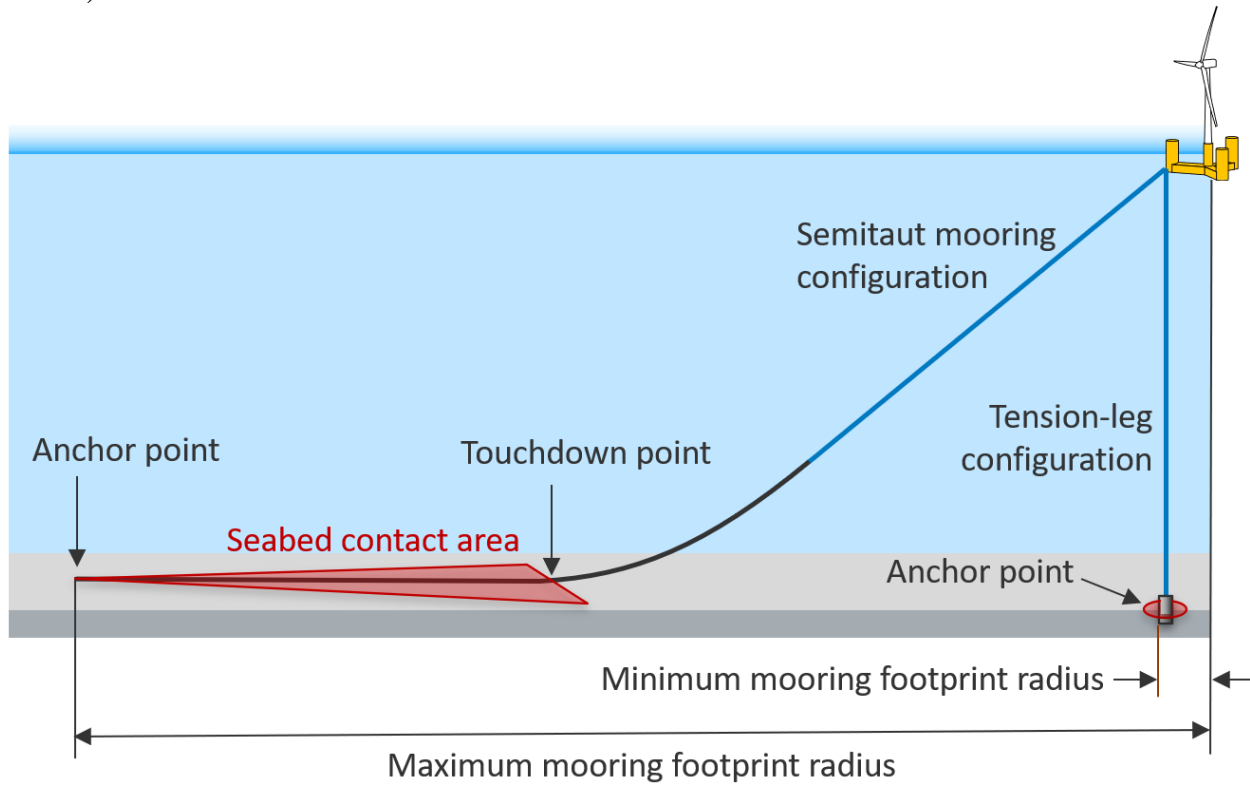 Semitaut mooring
configuration
Tension-leg
configuration
Anchor point
Touchdown point
Seabed contact area
Anchor point
Minimum mooring footprint radius
Maximum mooring footprint radius